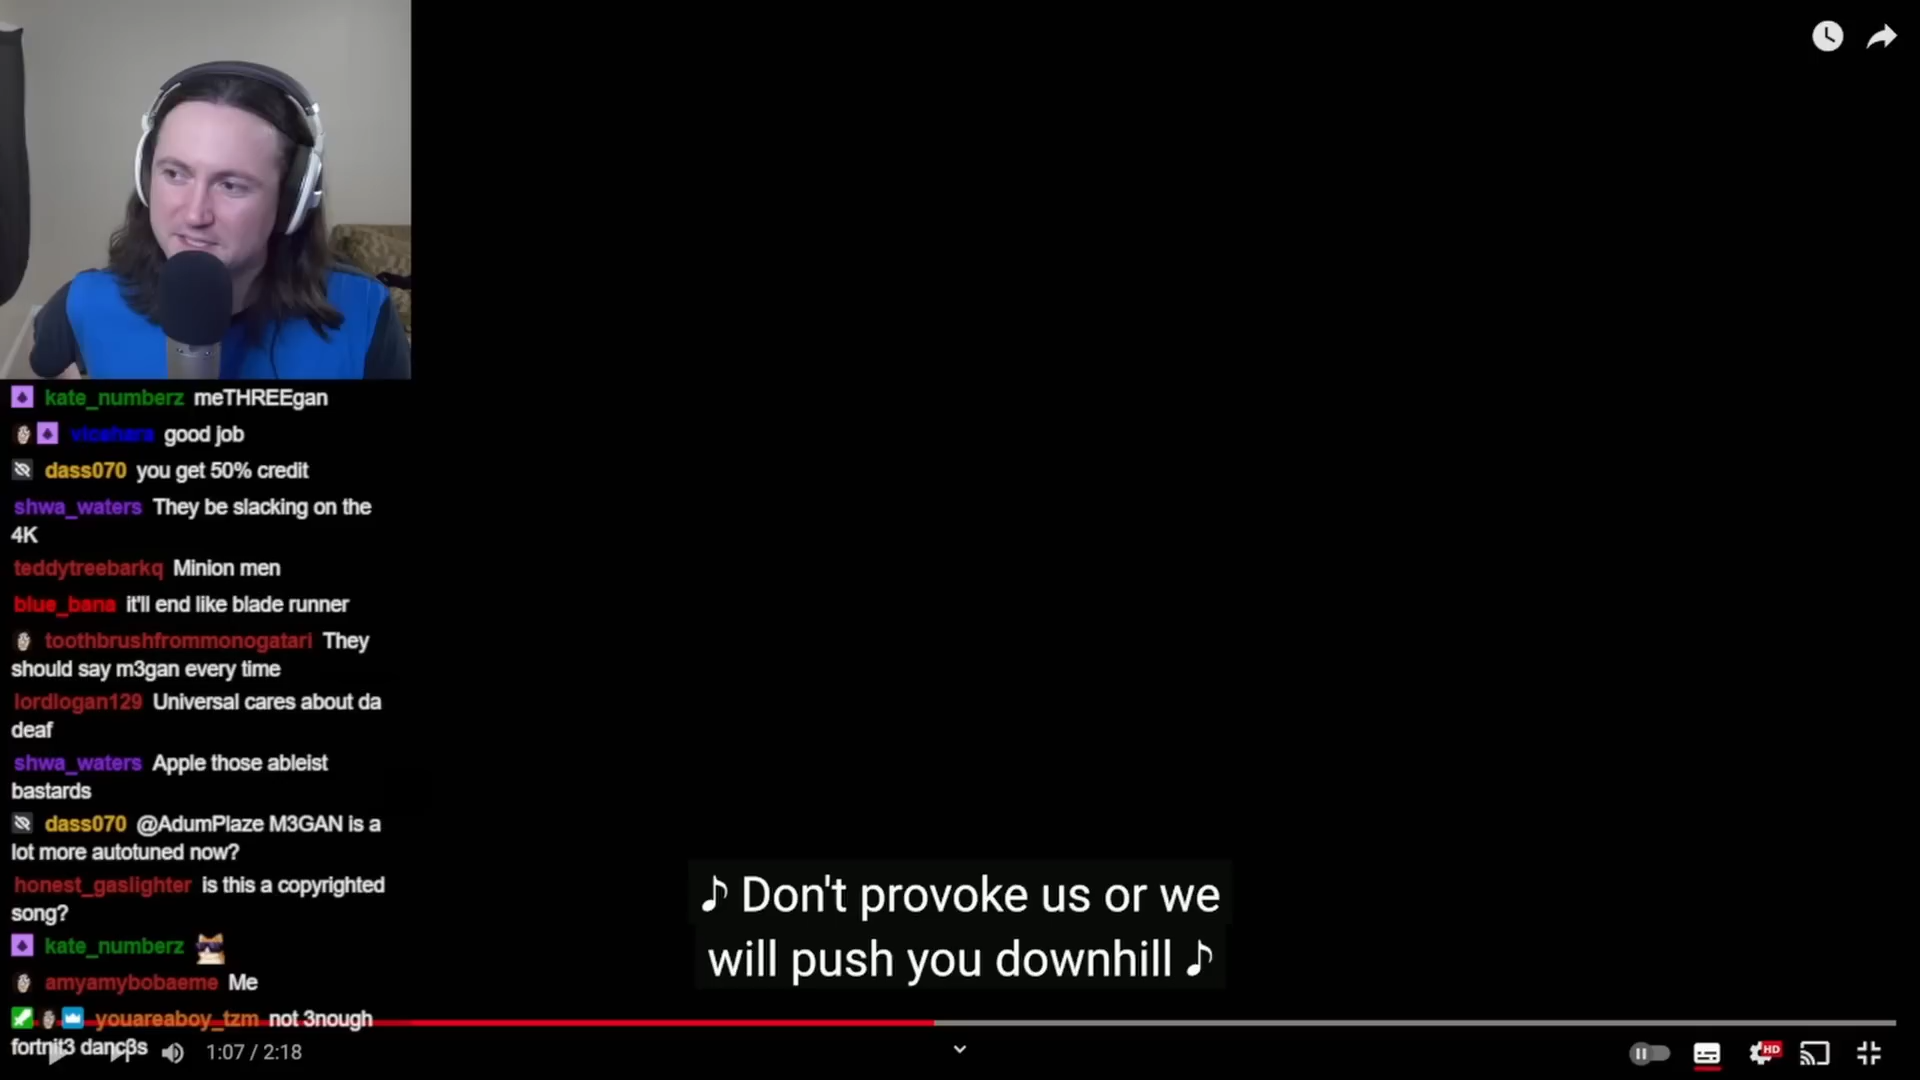 kate_numberz meTHREEgan
good job
dass070 you get 50% credit
shwa_waters They be slacking on the
4K
teddytreebarkq Minion men
blue_bana it'll end like blade runner
toothbrushfrommonogatari They
should say m3gan every time
lordlogan129 Universal cares about da
deaf
shwa_waters Apple those ableist
bastards
dass070 @AdumPlaze M3GAN is a
lot more autotuned now?
honest_gaslighter is this a copyrighted
song?
kate_numberz
amyamybobaeme Me
youareaboy_tzm not 3nough
fortnit3 dancβs
♪ Don't provoke us or we
will push you downhill ♪
1:07 / 2:18
HD